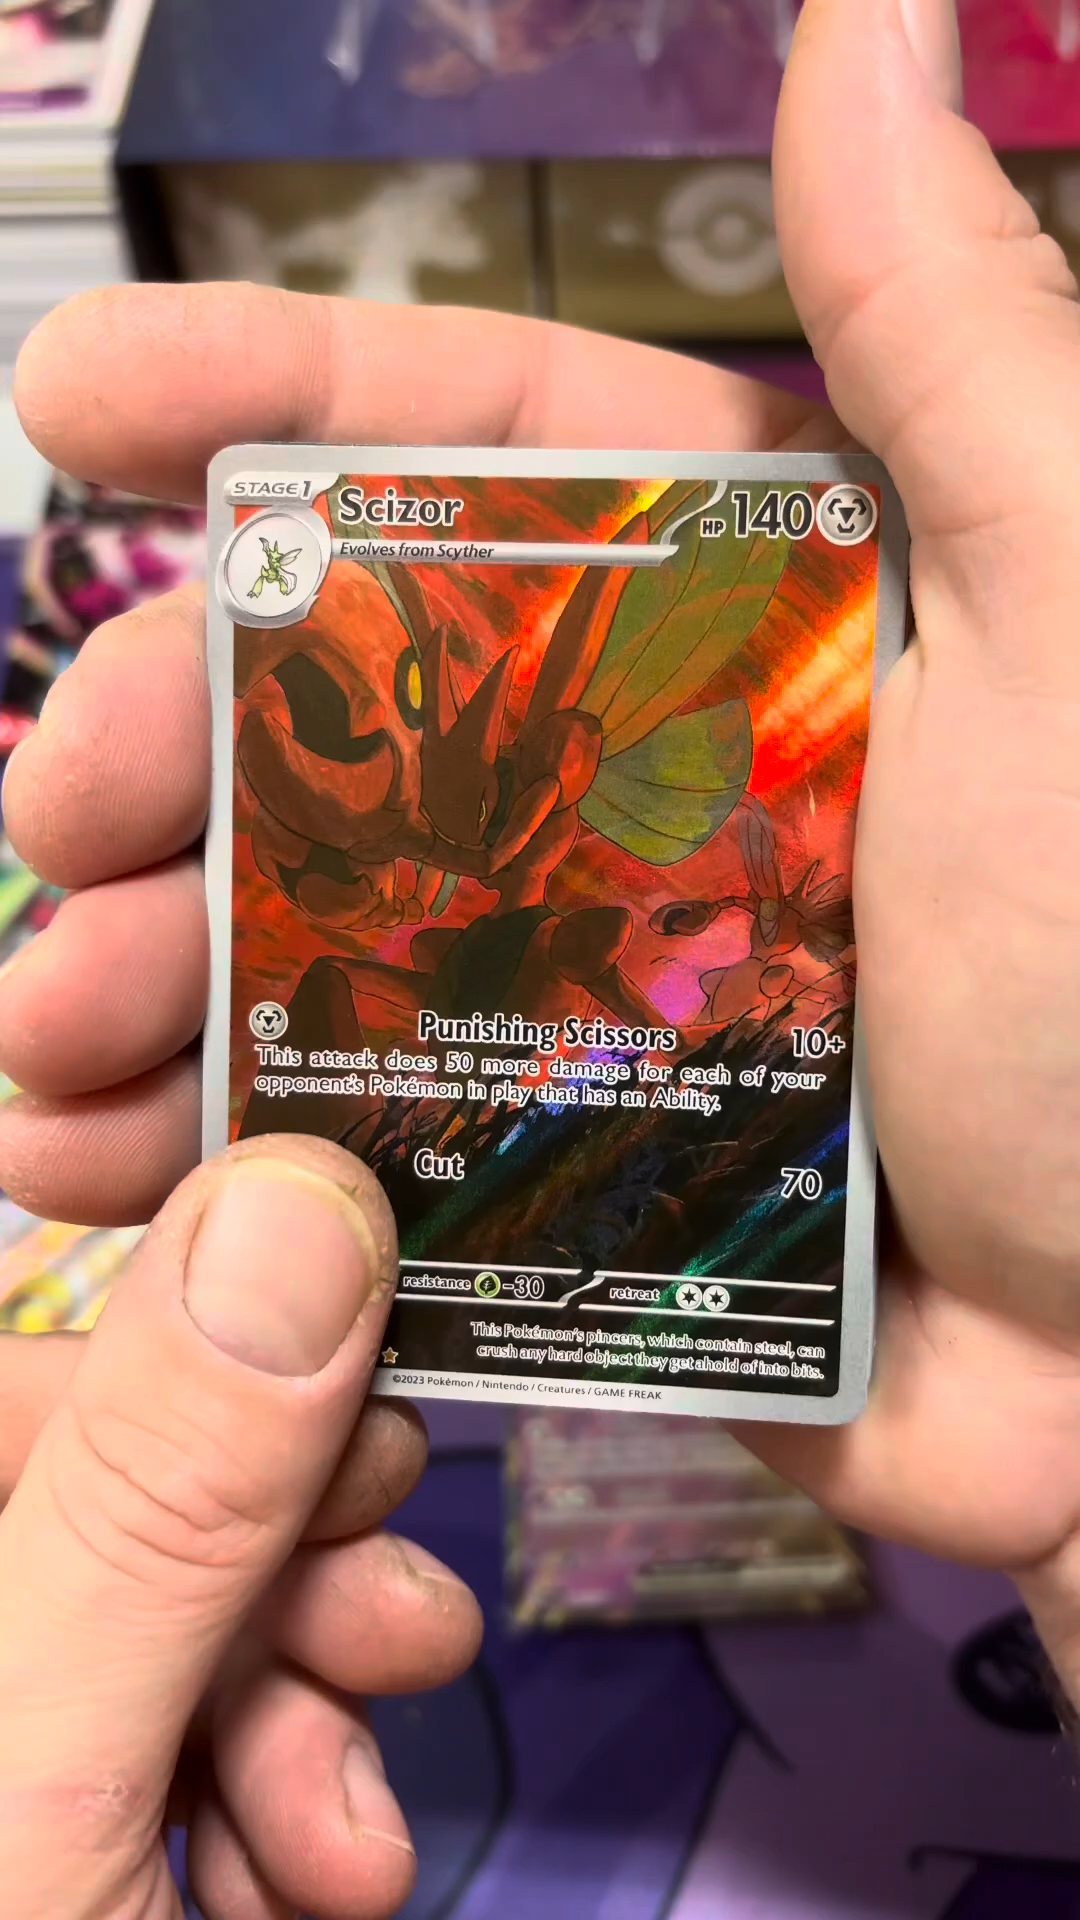 STAGE 1
Scizor
HP 140
Evolves from Scyther
Punishing Scissors 10+
This attack does 50 more damage for each of your
opponent's Pokémon in play that has an Ability.
Cut 70
resistance -30 retreat
This Pokémon's pincers, which contain steel, can
crush any hard object they get ahold of into bits.
©2023 Pokémon / Nintendo / Creatures / GAME FREAK